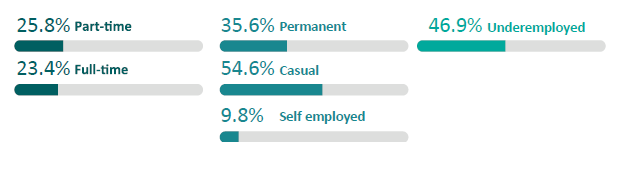 25.8% Part-time
23.4% Full-time
35.6% Permanent
54.6% Casual
9.8% Self employed
46.9% Underemployed